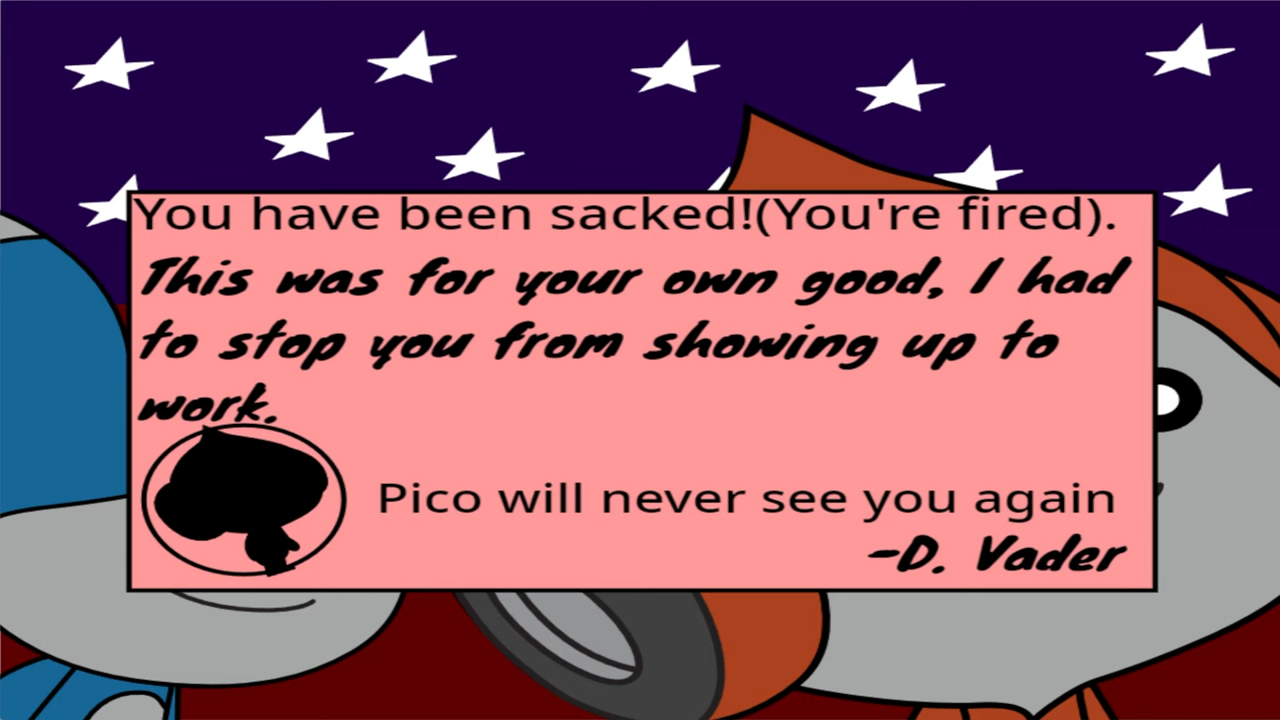 You have been sacked!(You're fired).
This was for your own good, I had
to stop you from showing up to
work.
Pico will never see you again
-D. Vader